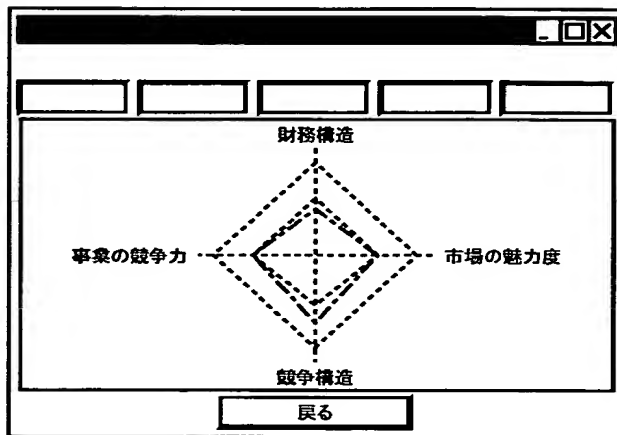 財務構造
事業の競争力
市場の魅力度
競争構造
戻る